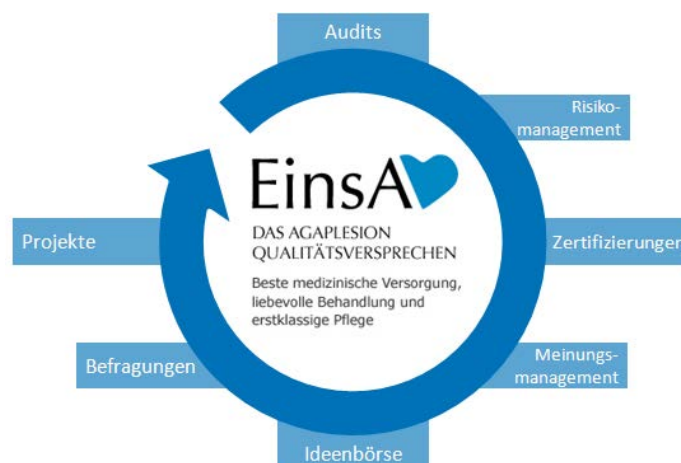 Audits
Risiko-
management
Zertifizierungen
Meinungs-
management
Ideenbörse
Befragungen
Projekte
EinsA
DAS AGAPLESION
QUALITÄTSVERSPRECHEN
Beste medizinische Versorgung,
liebevolle Behandlung und
erstklassige Pflege